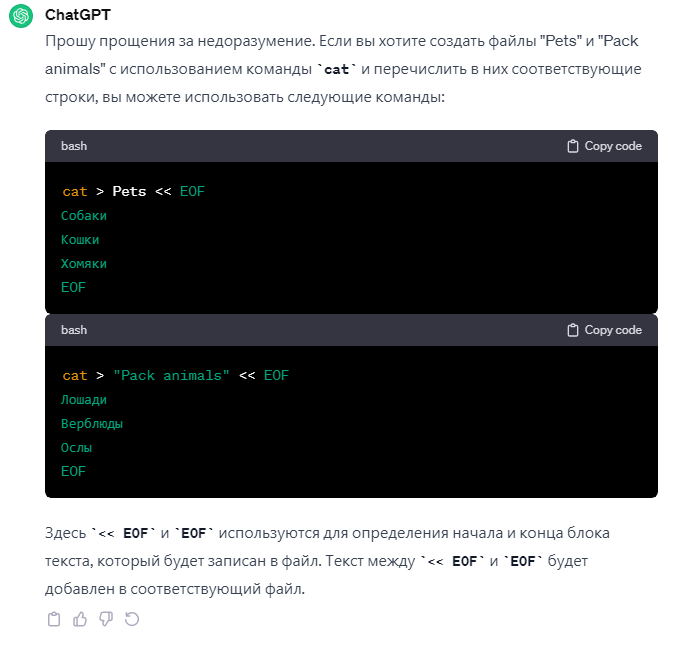 ChatGPT
Прошу прощения за недоразумение. Если вы хотите создать файлы "Pets" и "Pack
animals" с использованием команды `cat` и перечислить в них соответствующие
строки, вы можете использовать следующие команды:
bash Copy code
cat > Pets << EOF
Собаки
Кошки
Хомяки
EOF
bash Copy code
cat > "Pack animals" << EOF
Лошади
Верблюды
Ослы
EOF
Здесь `<< EOF` и `EOF` используются для определения начала и конца блока
текста, который будет записан в файл. Текст между `<< EOF` и `EOF` будет
добавлен в соответствующий файл.